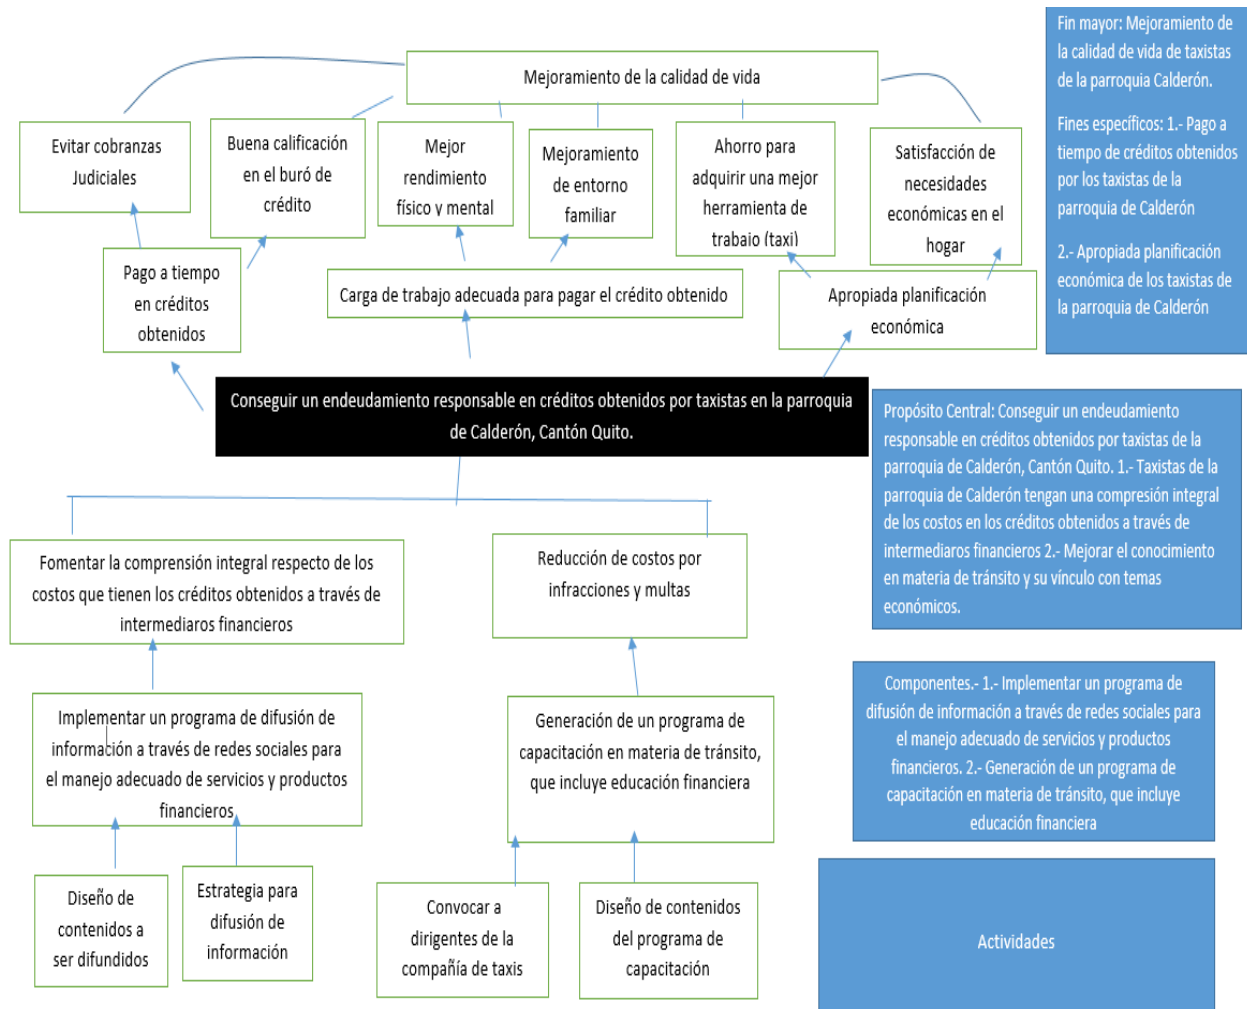 Mejoramiento de la calidad de vida
Evitar cobranzas
Judiciales
Buena calificación
en el buró de
crédito
Mejor
rendimiento
físico y mental
Mejoramiento
de entorno
familiar
Ahorro para
adquirir una mejor
herramienta de
trabajo (taxi)
Satisfacción de
necesidades
económicas en el
hogar
Pago a tiempo
en créditos
obtenidos
Carga de trabajo adecuada para pagar el crédito obtenido
Apropiada planificación
económica
Fin mayor: Mejoramiento de
la calidad de vida de taxistas
de la parroquia Calderón.
Fines específicos: 1.- Pago a
tiempo de créditos obtenidos
por los taxistas de la
parroquia de Calderón
2.- Apropiada planificación
económica de los taxistas de
la parroquia de Calderón
Conseguir un endeudamiento responsable en créditos obtenidos por taxistas en la parroquia
de Calderón, Cantón Quito.
Propósito Central: Conseguir un endeudamiento
responsable en créditos obtenidos por taxistas de la
parroquia de Calderón, Cantón Quito. 1.- Taxistas de la
parroquia de Calderón tengan una compresión integral
de los costos en los créditos obtenidos a través de
intermediaros financieros 2.- Mejorar el conocimiento
en materia de tránsito y su vínculo con temas
económicos.
Fomentar la comprensión integral respecto de los
costos que tienen los créditos obtenidos a través de
intermediaros financieros
Reducción de costos por
infracciones y multas
Implementar un programa de difusión de
información a través de redes sociales para
el manejo adecuado de servicios y productos
financieros
Generación de un programa de
capacitación en materia de tránsito,
que incluye educación financiera
Componentes.- 1.- Implementar un programa de
difusión de información a través de redes sociales para
el manejo adecuado de servicios y productos
financieros. 2.- Generación de un programa de
capacitación en materia de tránsito, que incluye
educación financiera
Diseño de
contenidos a
ser difundidos
Estrategia para
difusión de
información
Convocar a
dirigentes de la
compañía de taxis
Diseño de contenidos
del programa de
capacitación
Actividades